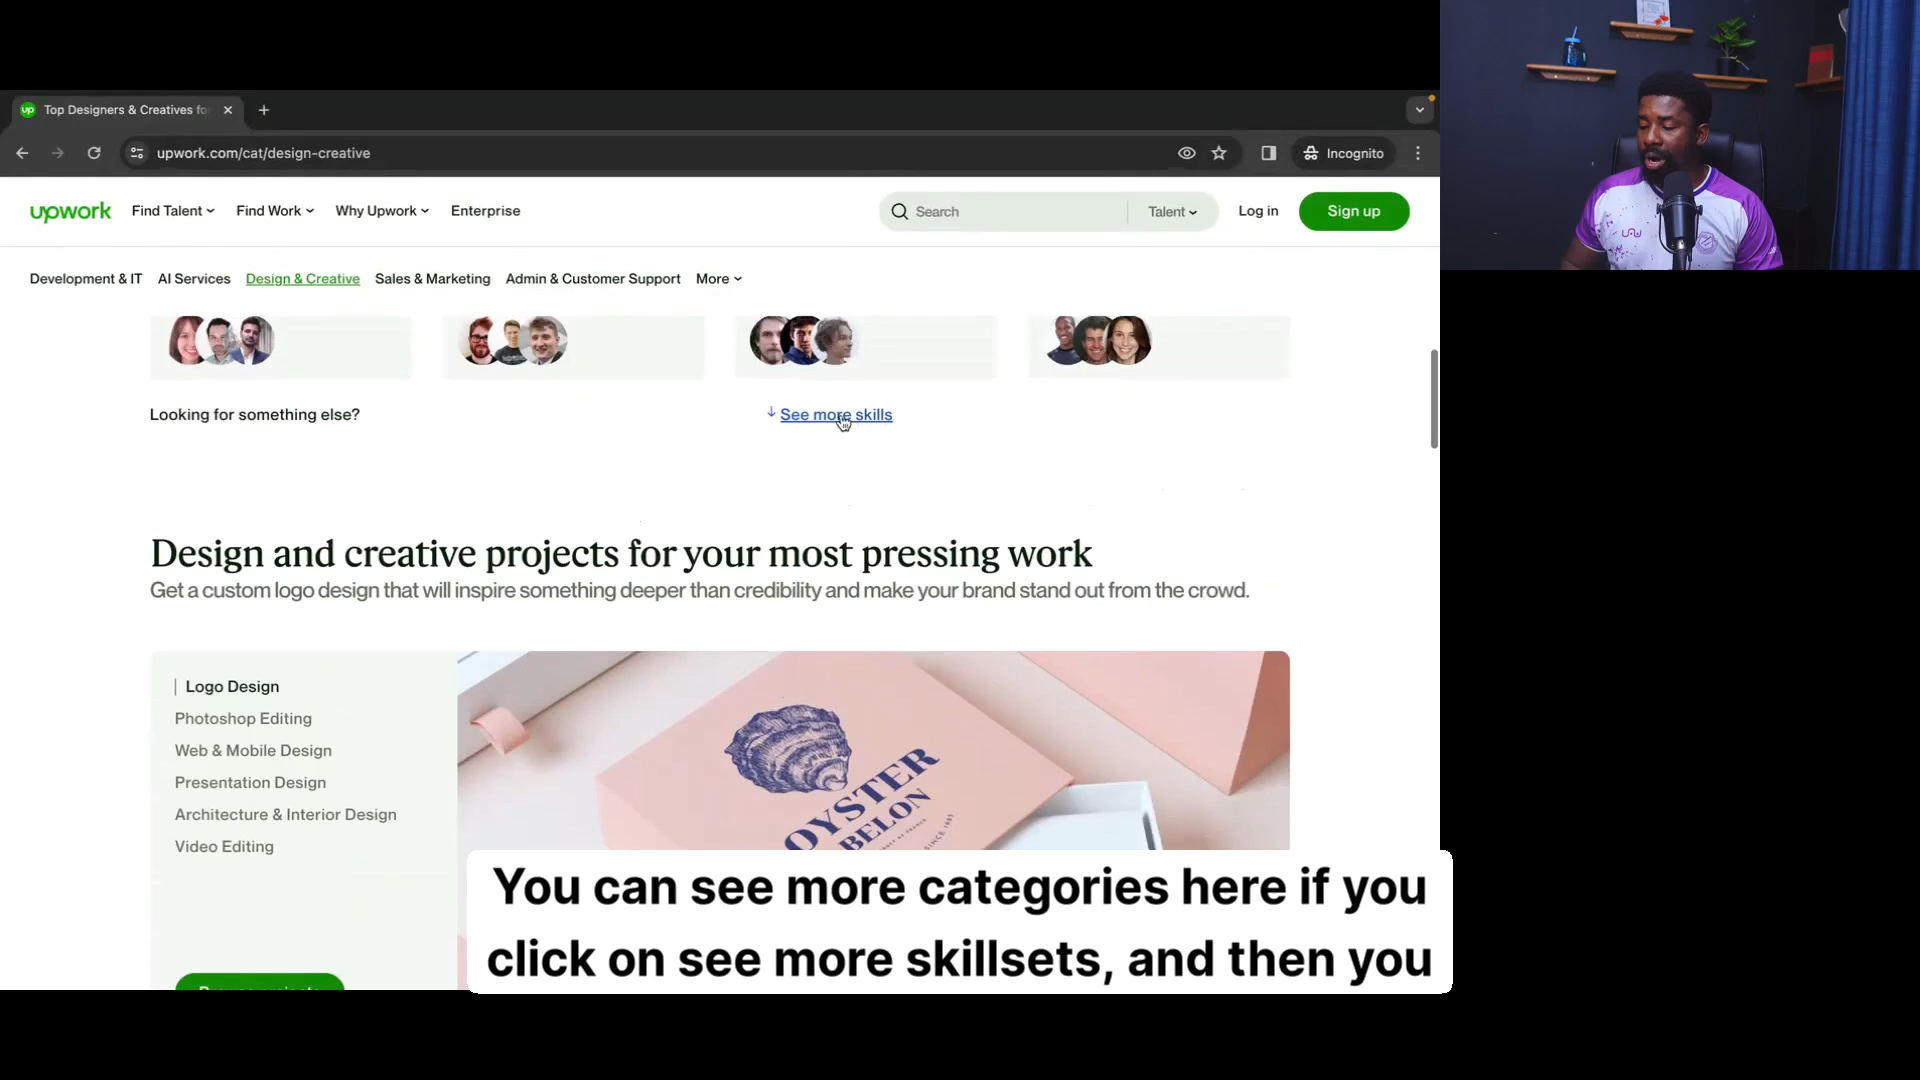 Top Designers & Creatives fo
upwork.com/cat/design-creative
Incognito
upwork
Find Talent
Find Work
Why Upwork
Enterprise
Search
Talent
Log in
Sign up
Development & IT
AI Services
Design & Creative
Sales & Marketing
Admin & Customer Support
More
Looking for something else?
See more skills
Design and creative projects for your most pressing work
Get a custom logo design that will inspire something deeper than credibility and make your brand stand out from the crowd.
Logo Design
Photoshop Editing
Web & Mobile Design
Presentation Design
Architecture & Interior Design
Video Editing
OYSTER
BELON
SINCE 1983
You can see more categories here if you
click on see more skillsets, and then you